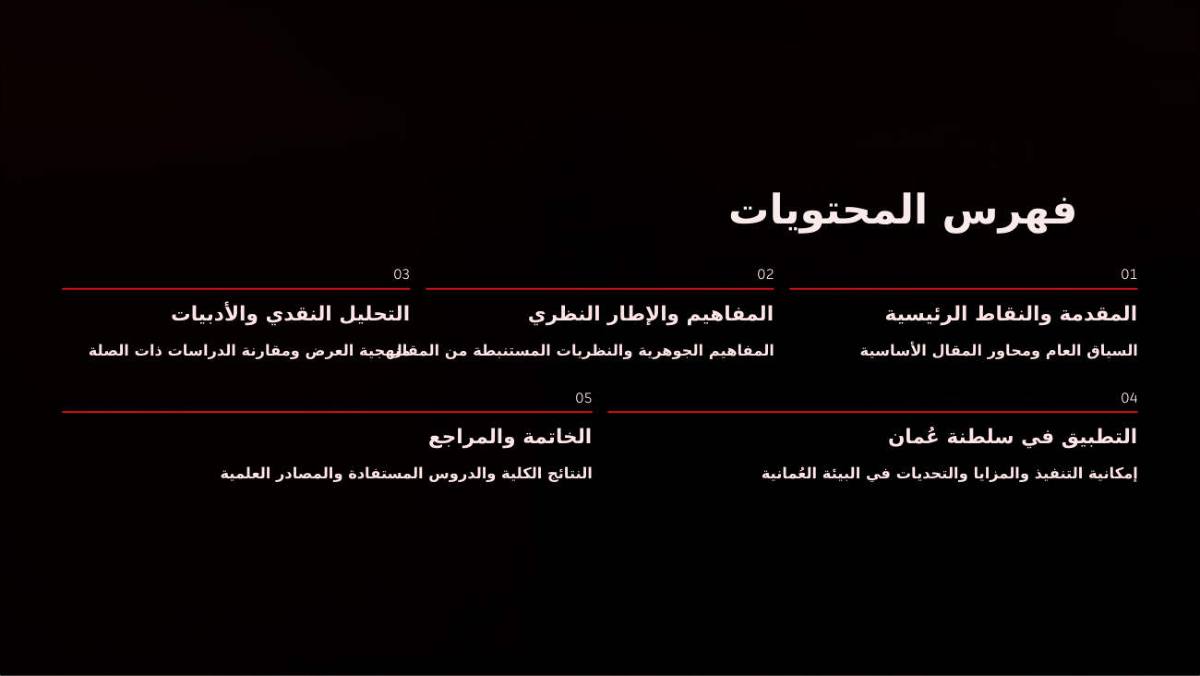 فهرس المحتويات
01
المقدمة والنقاط الرئيسية
السياق العام ومحاور المقال الأساسية
02
المفاهيم والإطار النظري
المفاهيم الجوهرية والنظريات المستنبطة من المقال
03
التحليل النقدي والأدبيات
منهجية العرض ومقارنة الدراسات ذات الصلة
04
التطبيق في سلطنة عُمان
إمكانية التنفيذ والمزايا والتحديات في البيئة العُمانية
05
الخاتمة والمراجع
النتائج الكلية والدروس المستفادة والمصادر العلمية